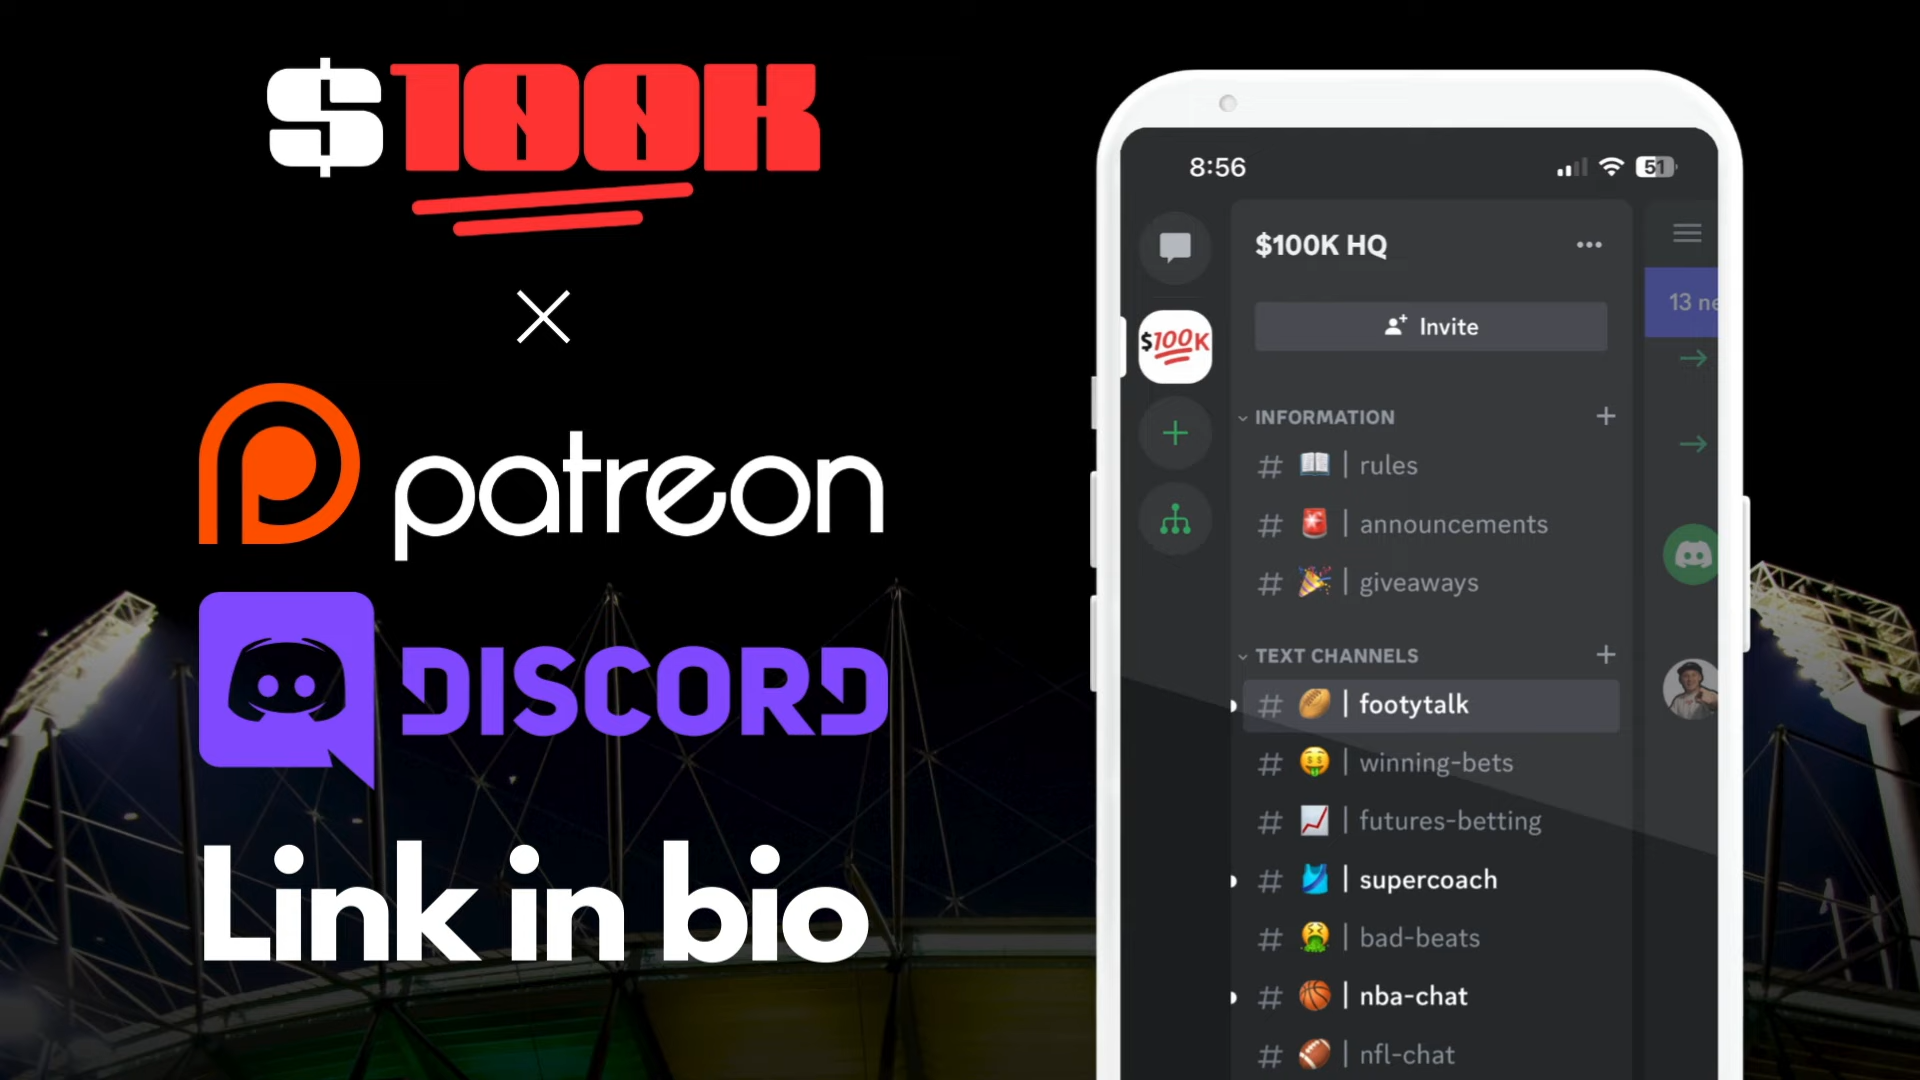 $100K
patreon
DISCORD
Link in bio
8:56
51
$100K HQ
Invite
13 ne
$100K
INFORMATION
# | rules
# | announcements
# | giveaways
TEXT CHANNELS
# | footytalk
# | winning-bets
# | futures-betting
# | supercoach
# | bad-beats
# | nba-chat
# | nfl-chat